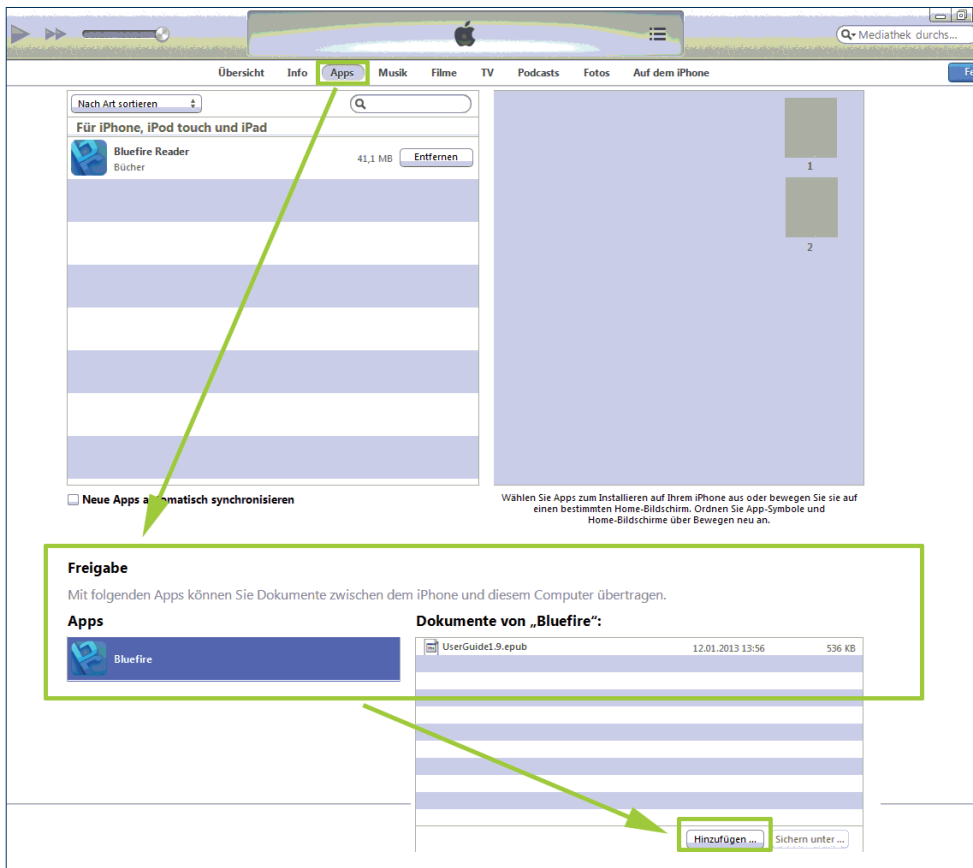 Mediathek durchs...
Übersicht Info Apps Musik Filme TV Podcasts Fotos Auf dem iPhone
Nach Art sortieren
Für iPhone, iPod touch und iPad
Bluefire Reader
Bücher
41,1 MB Entfernen
1
2
Neue Apps automatisch synchronisieren
Wählen Sie Apps zum Installieren auf Ihrem iPhone aus oder bewegen Sie sie auf
einen bestimmten Home-Bildschirm. Ordnen Sie App-Symbole und
Home-Bildschirme über Bewegen neu an.
Freigabe
Mit folgenden Apps können Sie Dokumente zwischen dem iPhone und diesem Computer übertragen.
Apps
Bluefire
Dokumente von „Bluefire“:
UserGuide1.9.epub 12.01.2013 13:56 536 KB
Hinzufügen ... Sichern unter ...